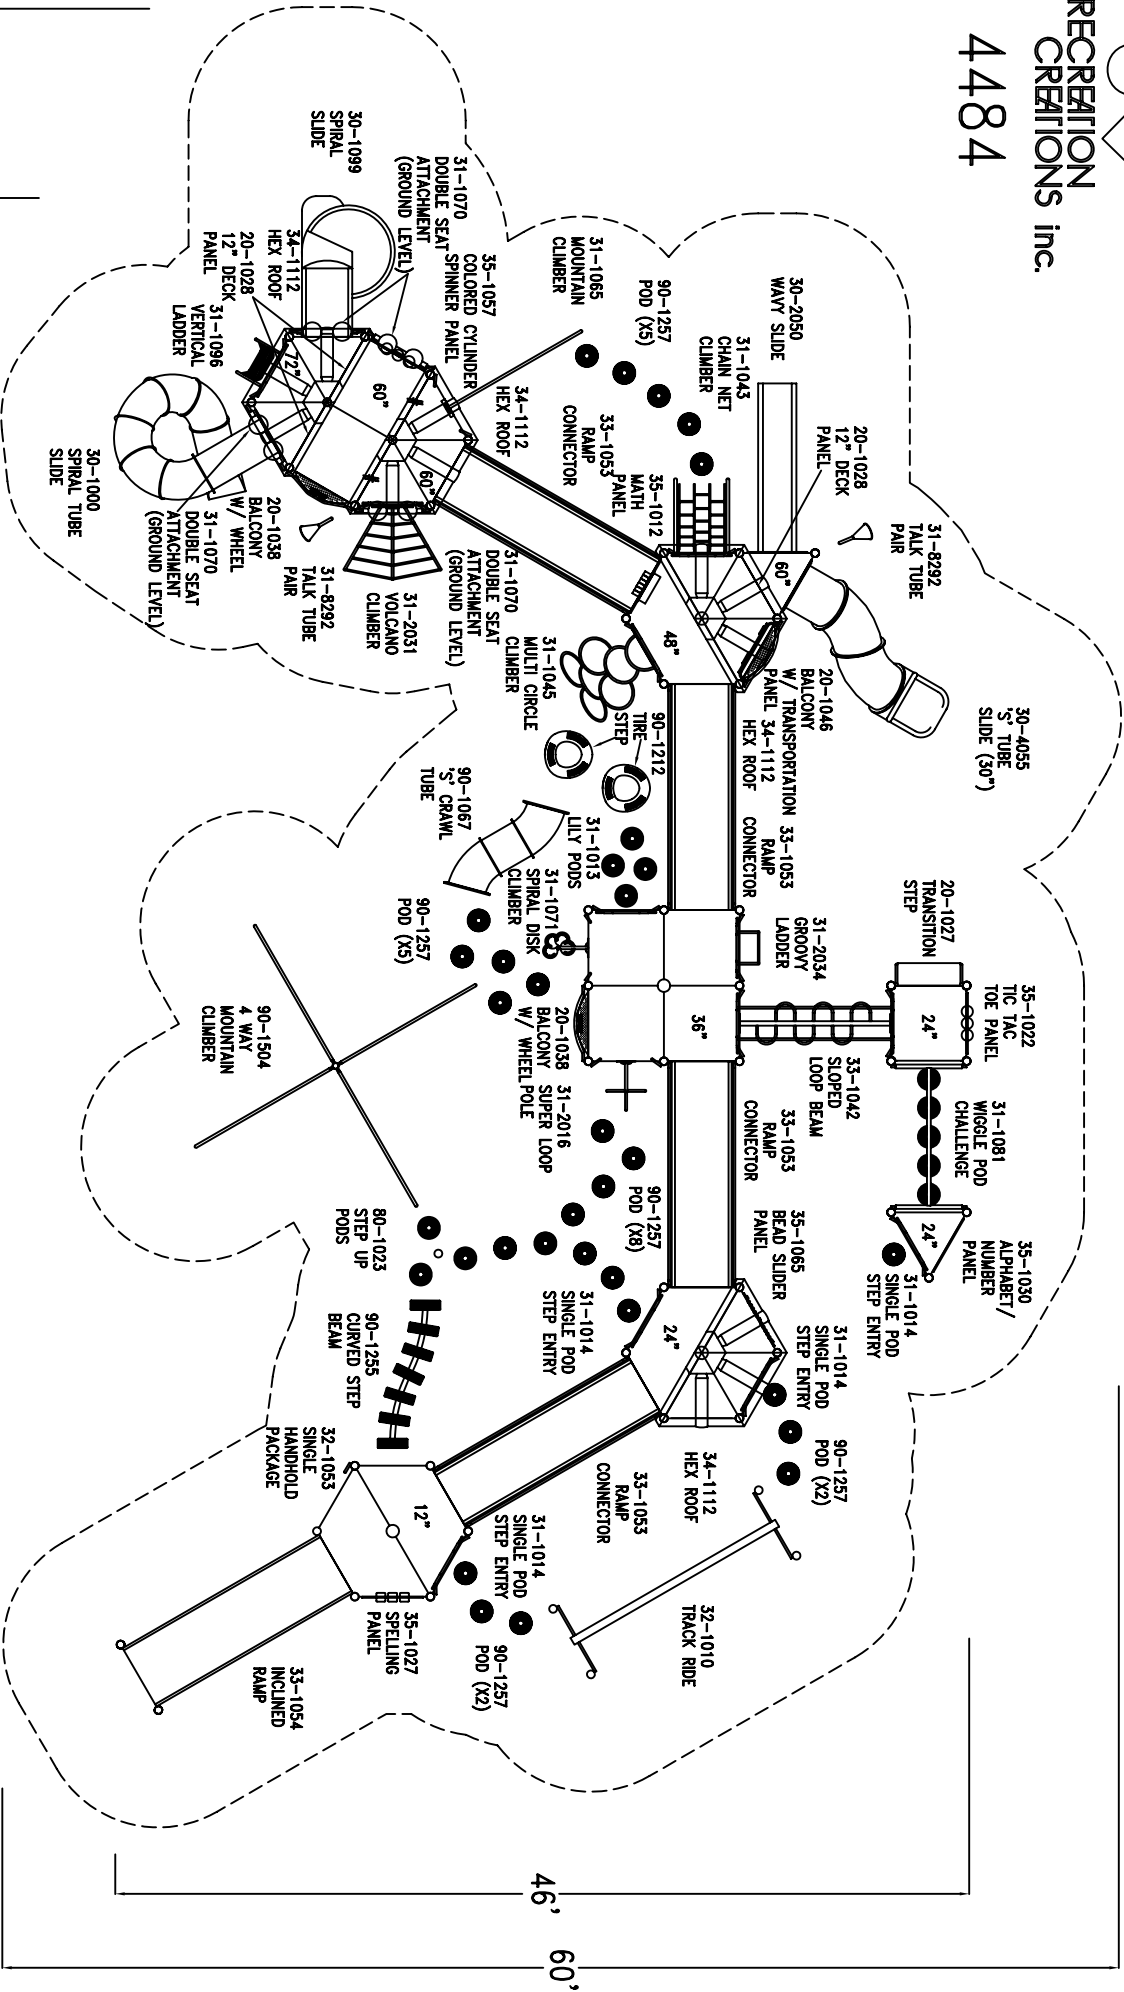 RECREATION
CREATIONS inc.
4484
30-1099
SPIRAL
SLIDE
31-1070
DOUBLE SEAT
ATTACHMENT
(GROUND LEVEL)
35-1057
COLORED CYLINDER
SPINNER PANEL
34-1112
HEX ROOF
20-1028
12" DECK
PANEL
31-1096
VERTICAL
LADDER
30-1000
SPIRAL TUBE
SLIDE
72"
60"
60"
31-1065
MOUNTAIN
CLIMBER
90-1257
POD (X5)
31-1043
CHAIN NET
CLIMBER
30-2050
WAVY SLIDE
20-1028
12" DECK
PANEL
31-8292
TALK TUBE
PAIR
34-1112
HEX ROOF
33-1053
RAMP
CONNECTOR
35-1012
MATH
PANEL
60"
48"
20-1038
BALCONY
W/ WHEEL
31-1070
DOUBLE SEAT
ATTACHMENT
(GROUND LEVEL)
31-8292
TALK TUBE
PAIR
31-2031
VOLCANO
CLIMBER
31-1070
DOUBLE SEAT
ATTACHMENT
(GROUND LEVEL)
31-1045
MULTI CIRCLE
CLIMBER
90-1212
TIRE
STEP
20-1046
BALCONY
W/ TRANSPORTATION
PANEL
34-1112
HEX ROOF
30-4055
'S' TUBE
SLIDE (30")
33-1053
RAMP
CONNECTOR
90-1067
'S' CRAWL
TUBE
31-1013
LILY PODS
31-1071
SPIRAL DISK
CLIMBER
90-1257
POD (X5)
31-2034
GROOVY
LADDER
20-1027
TRANSITION
STEP
35-1022
TIC TAC
TOE PANEL
24"
36"
33-1042
SLOPED
LOOP BEAM
31-1081
WIGGLE POD
CHALLENGE
20-1038
BALCONY
W/ WHEEL
31-2016
SUPER LOOP
POLE
90-1504
4 WAY
MOUNTAIN
CLIMBER
33-1053
RAMP
CONNECTOR
90-1257
POD (X8)
35-1065
BEAD SLIDER
PANEL
24"
35-1030
ALPHABET/
NUMBER
PANEL
31-1014
SINGLE POD
STEP ENTRY
80-1023
STEP UP
PODS
31-1014
SINGLE POD
STEP ENTRY
24"
31-1014
SINGLE POD
STEP ENTRY
90-1257
POD (X2)
90-1255
CURVED STEP
BEAM
32-1053
SINGLE
HANDHOLD
PACKAGE
34-1112
HEX ROOF
33-1053
RAMP
CONNECTOR
12"
31-1014
SINGLE POD
STEP ENTRY
32-1010
TRACK RIDE
35-1027
SPELLING
PANEL
90-1257
POD (X2)
33-1054
INCLINED
RAMP
46'
60'